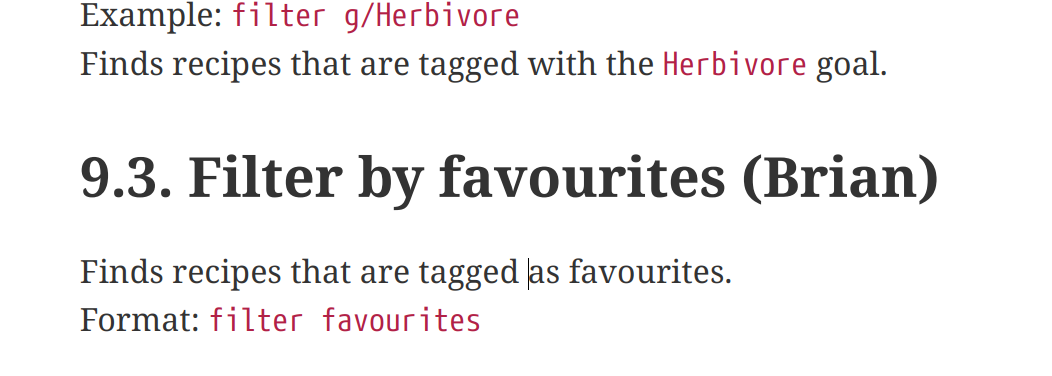 Example: filter g/Herbivore
Finds recipes that are tagged with the Herbivore goal.
9.3. Filter by favourites (Brian)
Finds recipes that are tagged as favourites.
Format: filter favourites